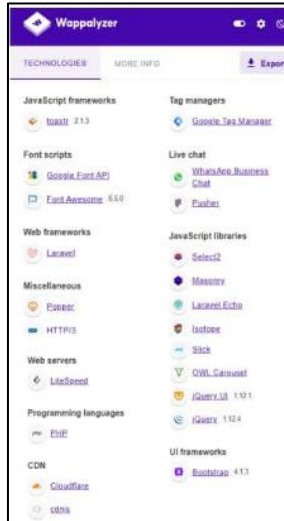 Wappalyzer
TECHNOLOGIES
MORE INFO
Export
JavaScript frameworks
toastr 2.1.3
Font scripts
Google Font API
Font Awesome 6.5.0
Web frameworks
Laravel
Miscellaneous
Popper
HTTP/3
Web servers
LiteSpeed
Programming languages
php PHP
CDN
Cloudflare
cdnjs
Tag managers
Google Tag Manager
Live chat
WhatsApp Business
Chat
Pusher
JavaScript libraries
Select2
Masonry
Laravel Echo
Isotope
Slick
OWL Carousel
jQuery UI 1.12.1
jQuery 1.12.4
UI frameworks
Bootstrap 4.1.3